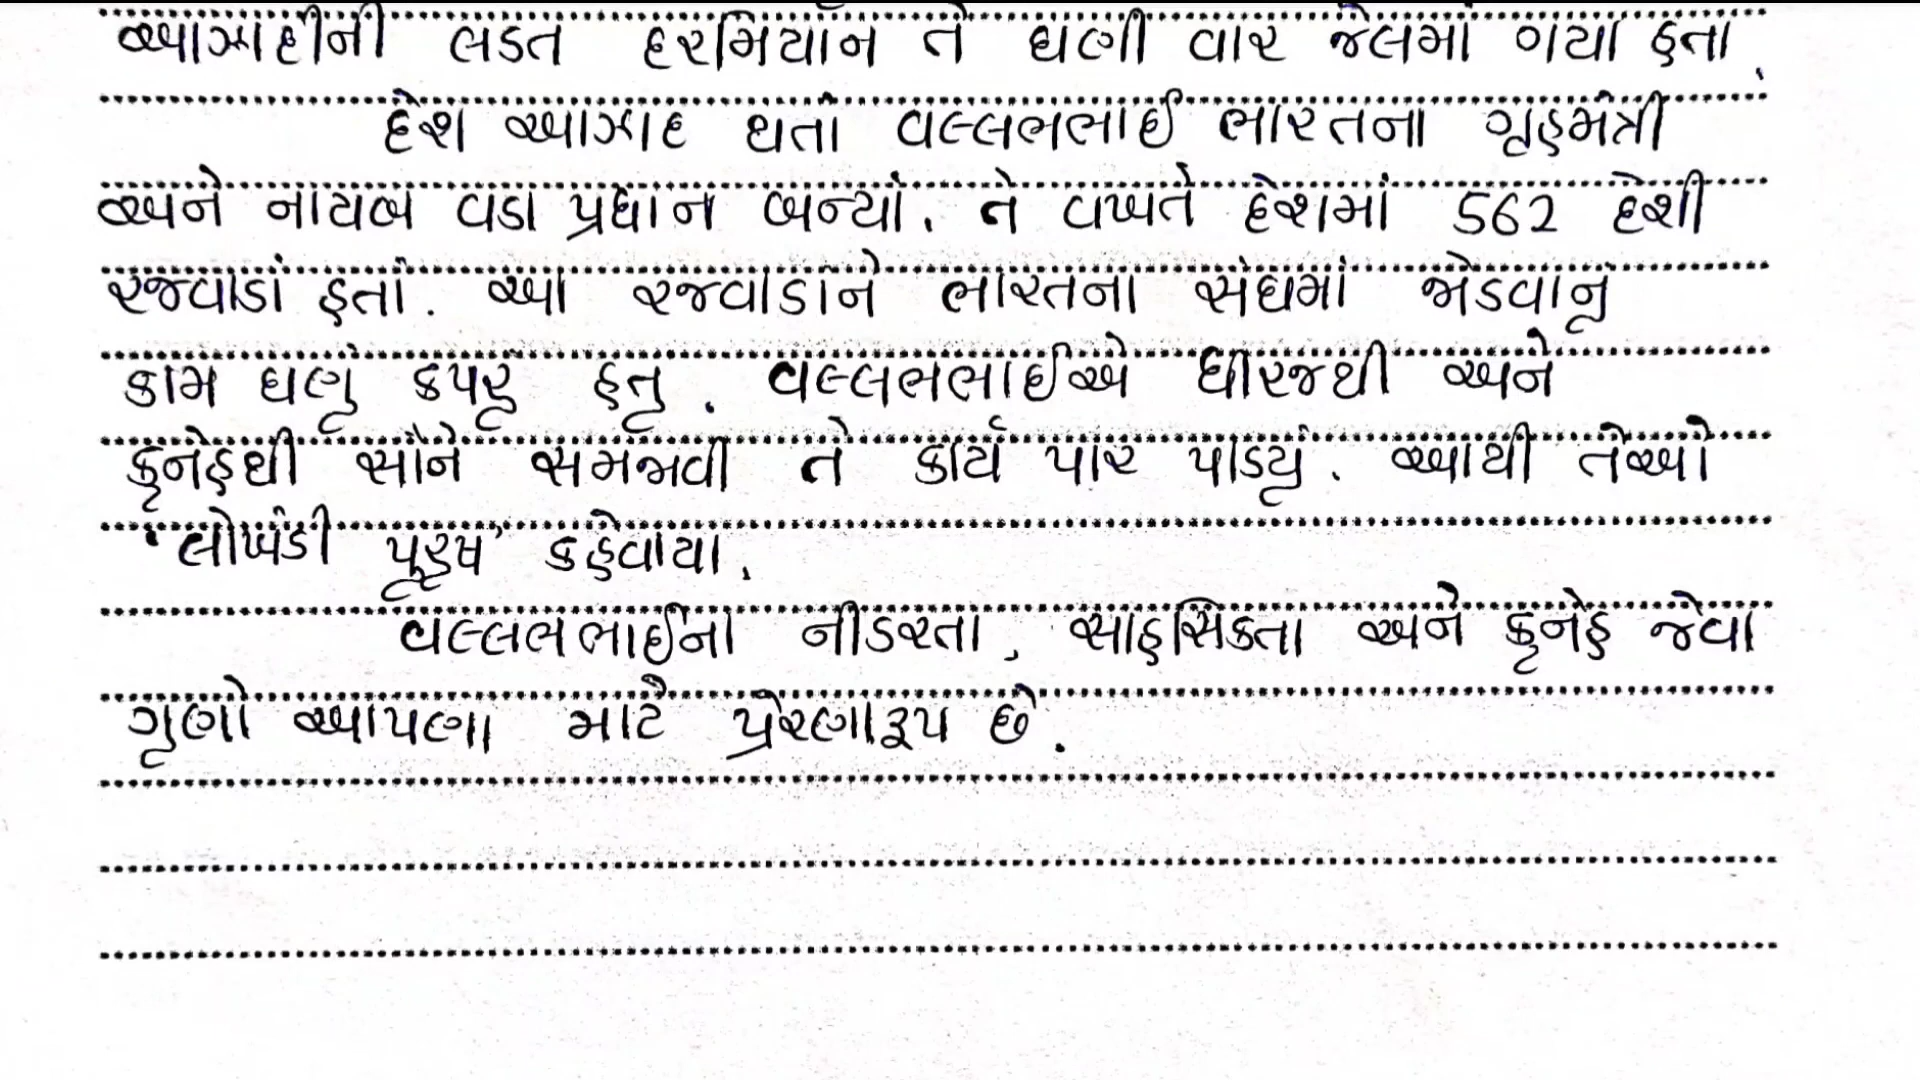 આઝાદીની લડત દરમિયાન તે ઘણી વાર જેલમાં ગયા હતા.
દેશ આઝાદ થતાં વલ્લભભાઈ ભારતના ગૃહમંત્રી
અને નાયબ વડા પ્રધાન બન્યાં. તે વખતે દેશમાં 562 દેશી
રજવાડાં હતાં. આ રજવાડાંને ભારતના સંઘમાં જોડવાનું
કામ ઘણું કપરૂ હતુ. વલ્લભભાઈએ ધીરજથી અને
કુનેહથી સૌને સમજાવી તે કાર્ય પાર પાડ્યું. આથી તેઓ
"લોખંડી પૂરુષ" કહેવાયા.
વલ્લભભાઈના નીડરતા, સાહસિકતા અને કુનેહ જેવા
ગુણો આપણા માટે પ્રેરણારૂપ છે.